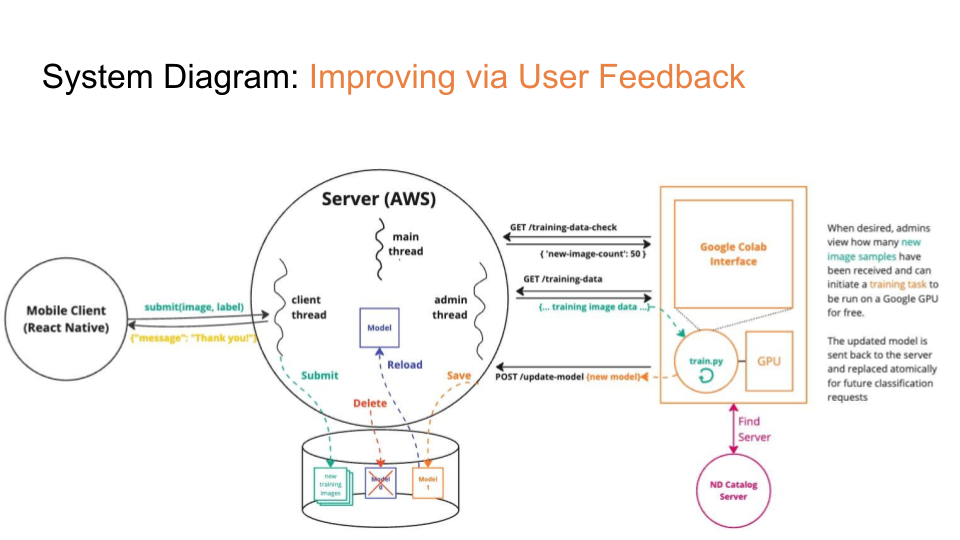 System Diagram: Improving via User Feedback
Server (AWS)
main
thread
client
thread
admin
thread
Model
Mobile Client
(React Native)
submit(image, label)
{"message": "Thank you!"}
Submit
Reload
Save
Delete
new
training
images
Model
0
Model
1
GET /training-data-check
{ 'new-image-count': 50 }
GET /training-data
{... training image data ...}
POST /update-model {new model}
Google Colab
Interface
train.py
GPU
Find
Server
ND Catalog
Server
When desired, admins
view how many new
image samples have
been received and can
initiate a training task to
be run on a Google GPU
for free.
The updated model is
sent back to the server
and replaced atomically
for future classification
requests